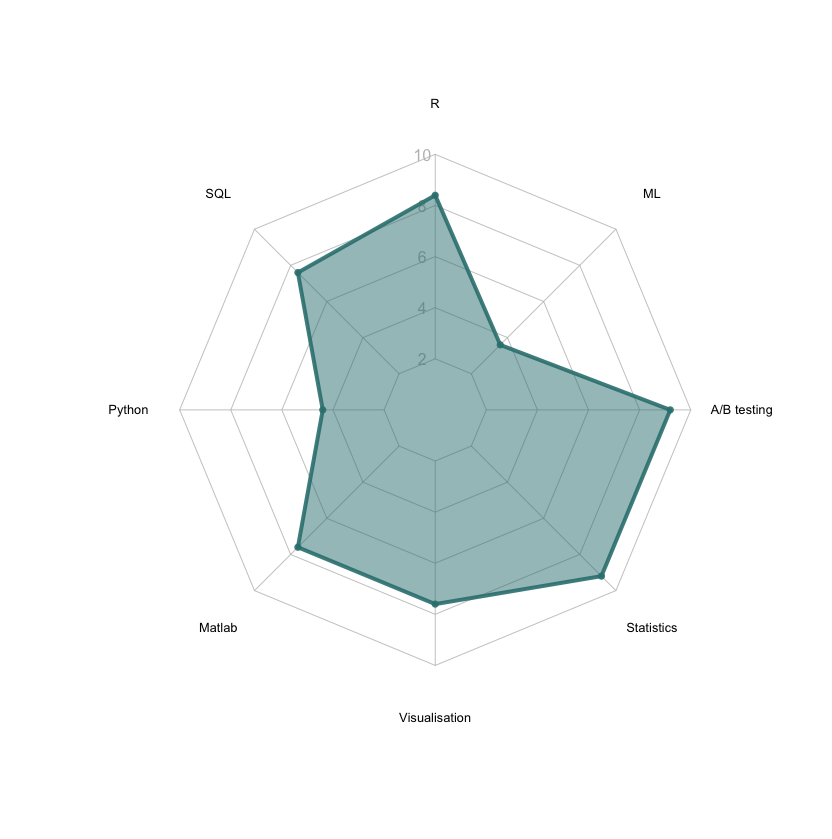 R
10
SQL
ML
8
6
4
2
Python
A/B testing
Matlab
Statistics
Visualisation